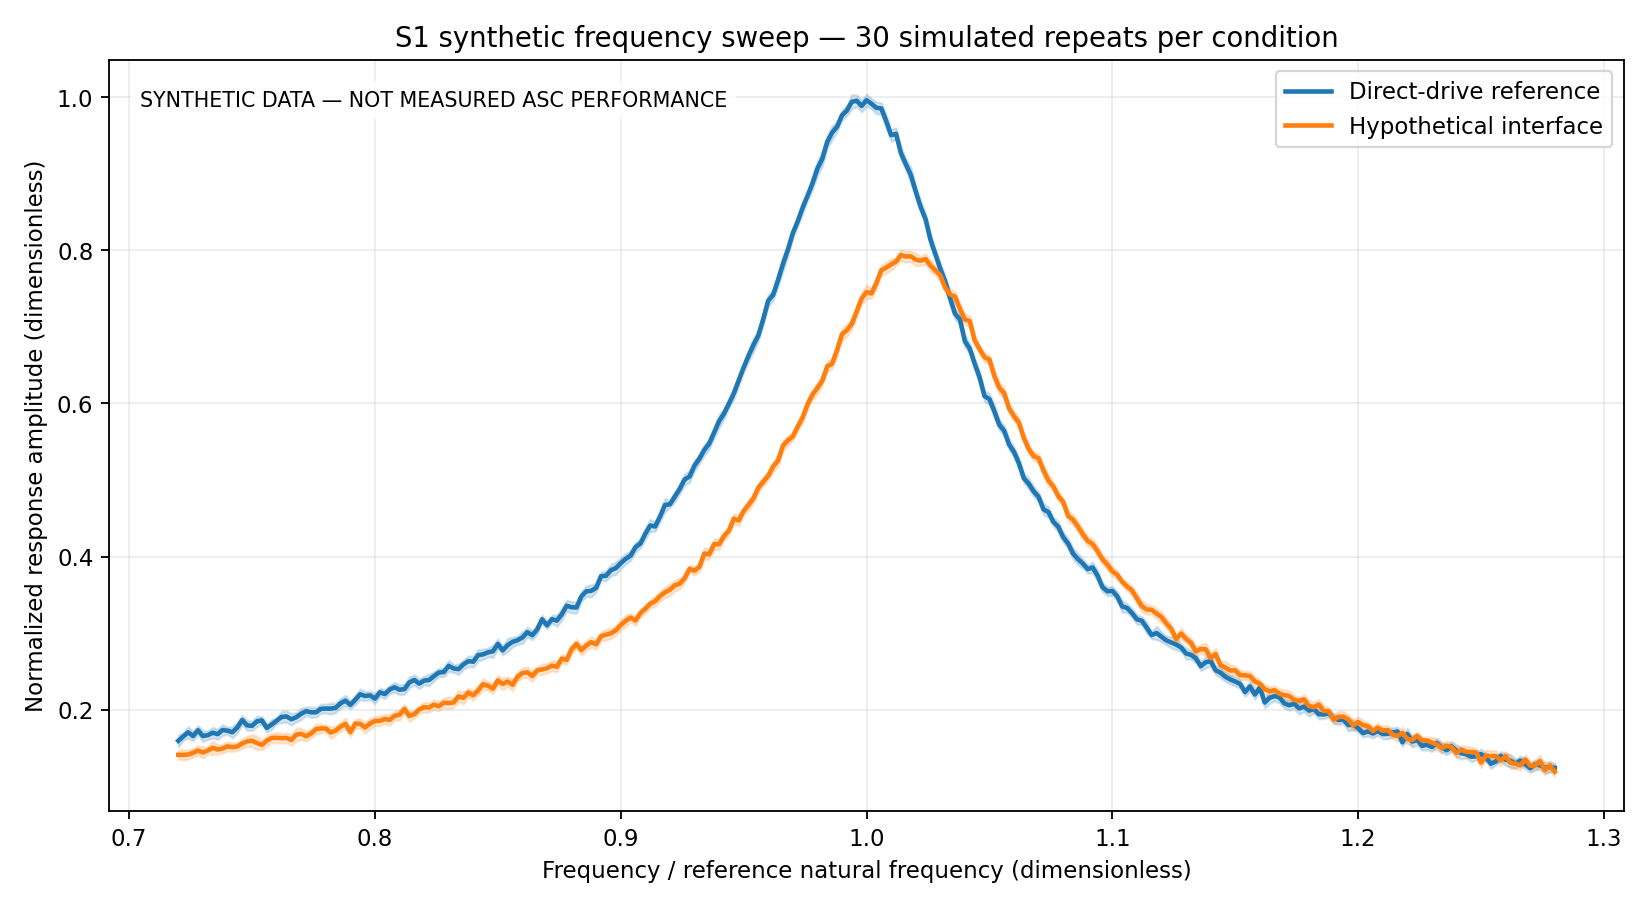 S1 synthetic frequency sweep — 30 simulated repeats per condition
SYNTHETIC DATA — NOT MEASURED ASC PERFORMANCE
Direct-drive reference
Hypothetical interface
Normalized response amplitude (dimensionless)
1.0
0.8
0.6
0.4
0.2
0.7
0.8
0.9
1.0
1.1
1.2
1.3
Frequency / reference natural frequency (dimensionless)